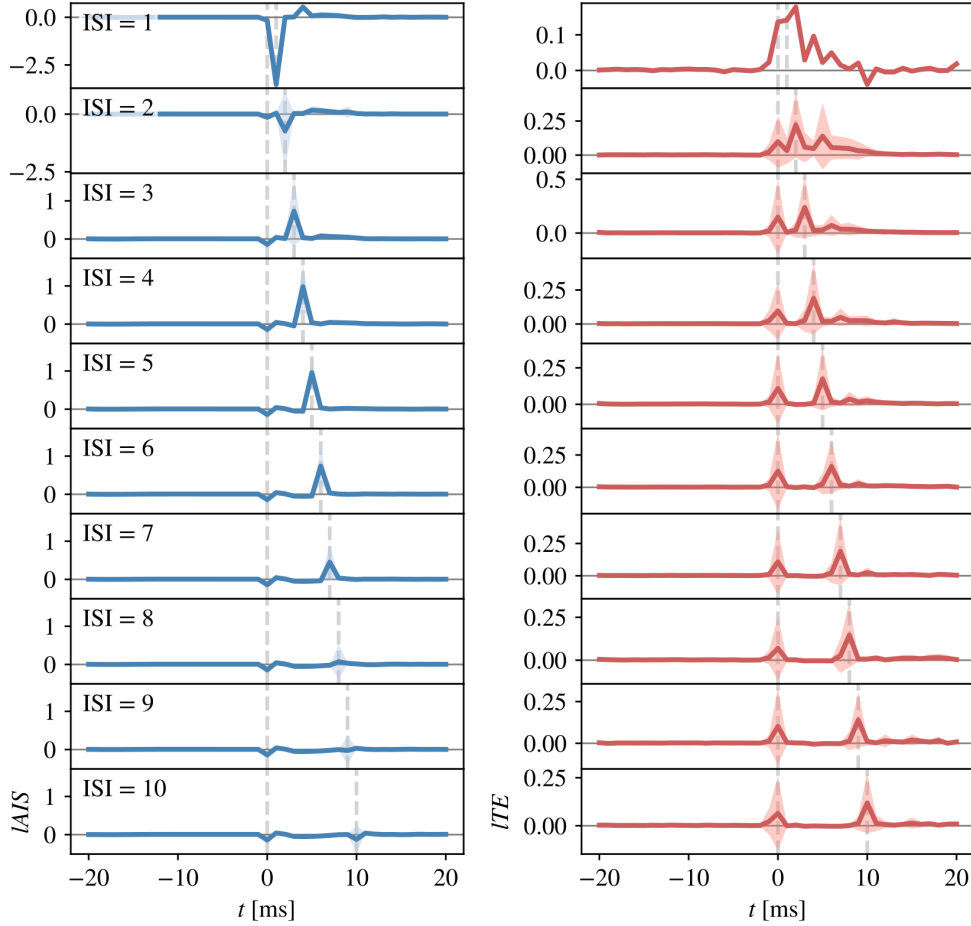 0.0
−2.5
ISI = 1
0.1
0.0
0.0
−2.5
ISI = 2
0.25
0.00
1
0
ISI = 3
0.5
0.0
1
0
ISI = 4
0.25
0.00
1
0
ISI = 5
0.25
0.00
1
0
ISI = 6
0.25
0.00
1
0
ISI = 7
0.25
0.00
1
0
ISI = 8
0.25
0.00
1
0
ISI = 9
0.25
0.00
1
0
ISI = 10
0.25
0.00
lAIS
lTE
−20 −10 0 10 20
−20 −10 0 10 20
t [ms]
t [ms]